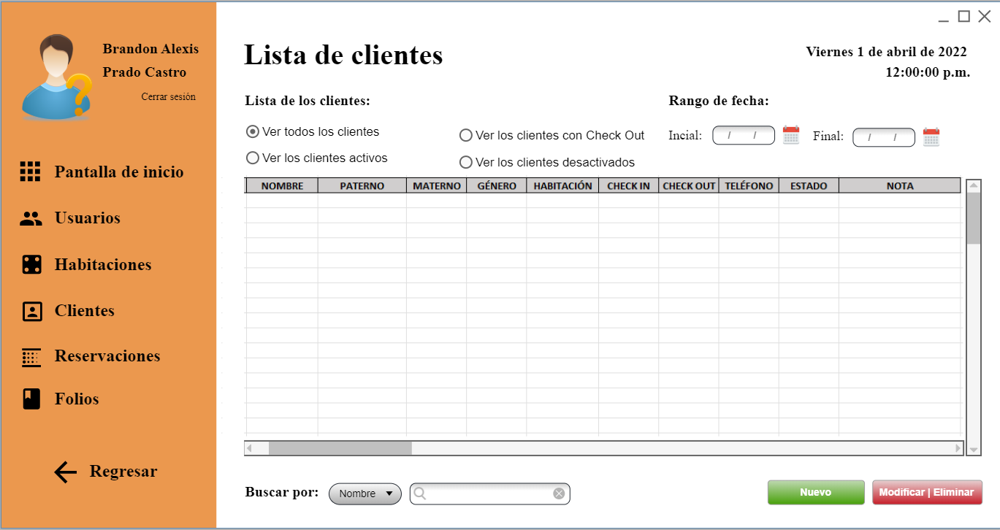 Brandon Alexis
Prado Castro
Cerrar sesión
Pantalla de inicio
Usuarios
Habitaciones
Clientes
Reservaciones
Folios
Regresar
Lista de clientes
Viernes 1 de abril de 2022
12:00:00 p.m.
Lista de los clientes:
Rango de fecha:
Ver todos los clientes
Ver los clientes con Check Out
Incial: / /
Final: / /
Ver los clientes activos
Ver los clientes desactivados
NOMBRE PATERNO MATERNO GÉNERO HABITACIÓN CHECK IN CHECK OUT TELÉFONO ESTADO NOTA
Buscar por: Nombre
Nuevo
Modificar | Eliminar